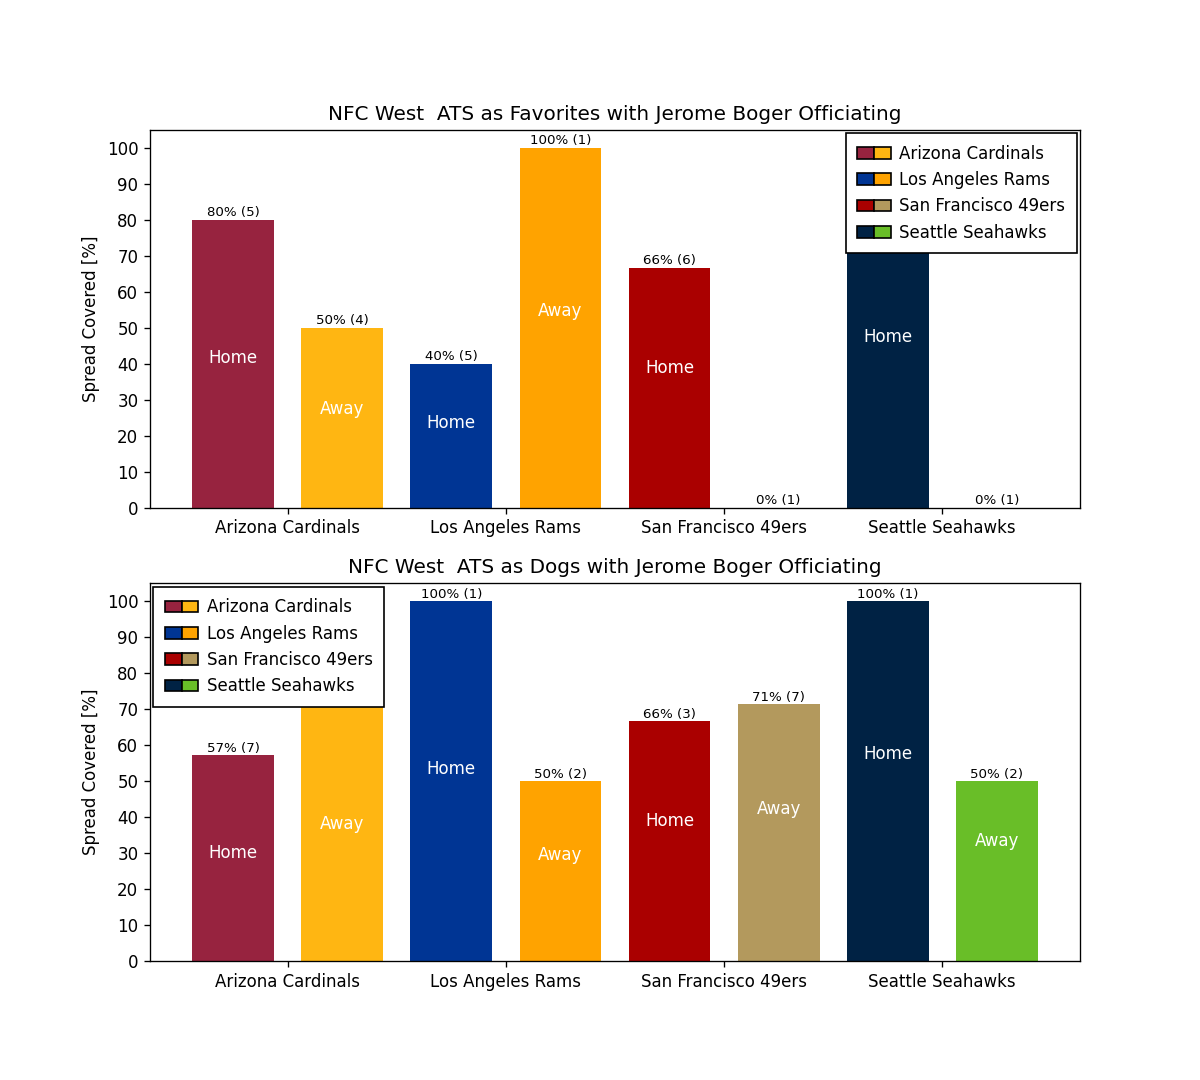 NFC West  ATS as Favorites with Jerome Boger Officiating
Spread Covered [%]
100
90
80
70
60
50
40
30
20
10
0
80% (5)
50% (4)
40% (5)
100% (1)
66% (6)
0% (1)
0% (1)
Home
Away
Home
Away
Home
Home
Arizona Cardinals
Los Angeles Rams
San Francisco 49ers
Seattle Seahawks
Arizona Cardinals
Los Angeles Rams
San Francisco 49ers
Seattle Seahawks
NFC West  ATS as Dogs with Jerome Boger Officiating
Spread Covered [%]
100
90
80
70
60
50
40
30
20
10
0
Arizona Cardinals
Los Angeles Rams
San Francisco 49ers
Seattle Seahawks
57% (7)
100% (1)
50% (2)
66% (3)
71% (7)
100% (1)
50% (2)
Home
Away
Home
Away
Home
Away
Home
Away
Arizona Cardinals
Los Angeles Rams
San Francisco 49ers
Seattle Seahawks